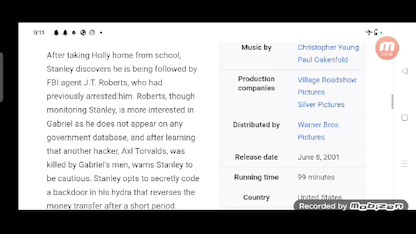 9:11
After taking Holly home from school,
Stanley discovers he is being followed by
FBI agent J.T. Roberts, who had
previously arrested him. Roberts, though
monitoring Stanley, is more interested in
Gabriel as he does not appear on any
government database, and after learning
that another hacker, Axl Torvalds, was
killed by Gabriel's men, warns Stanley to
be cautious. Stanley opts to secretly code
a backdoor in his hydra that reverses the
money transfer after a short period.
Music by Christopher Young
Paul Oakenfold
Production Village Roadshow
companies Pictures
Silver Pictures
Distributed by Warner Bros.
Pictures
Release date June 8, 2001
Running time 99 minutes
Country United States
Recorded by Mobizen